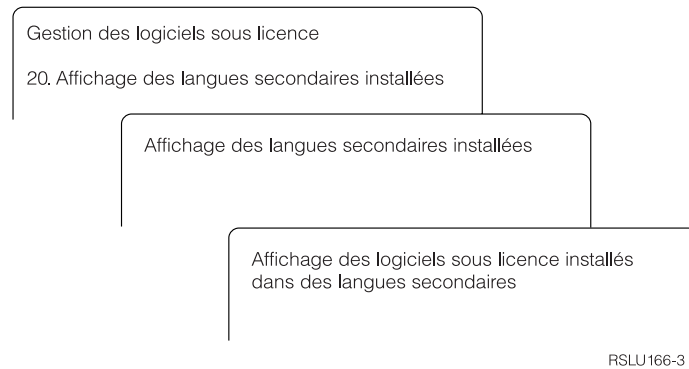 Gestion des logiciels sous licence
20. Affichage des langues secondaires installées
Affichage des langues secondaires installées
Affichage des logiciels sous licence installés
dans des langues secondaires
RSLU166-3